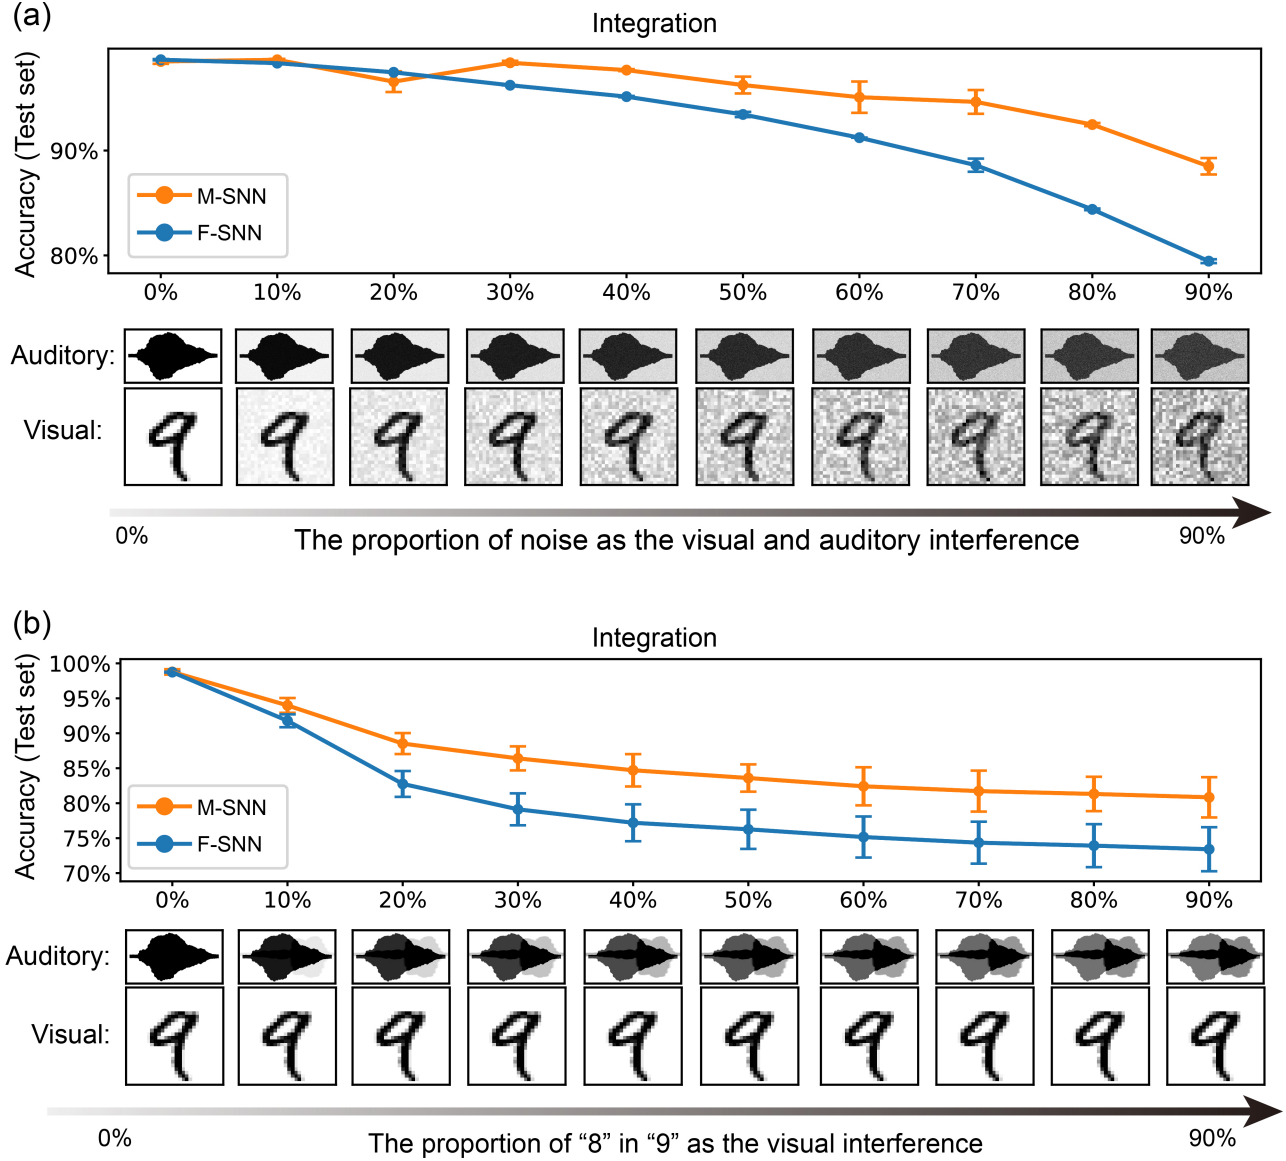 (a)
Integration
Accuracy (Test set)
90%
80%
M-SNN
F-SNN
0% 10% 20% 30% 40% 50% 60% 70% 80% 90%
Auditory:
Visual:
0% 90%
The proportion of noise as the visual and auditory interference
(b)
Integration
Accuracy (Test set)
100%
95%
90%
85%
80%
75%
70%
M-SNN
F-SNN
0% 10% 20% 30% 40% 50% 60% 70% 80% 90%
Auditory:
Visual:
0% 90%
The proportion of “8” in “9” as the visual interference